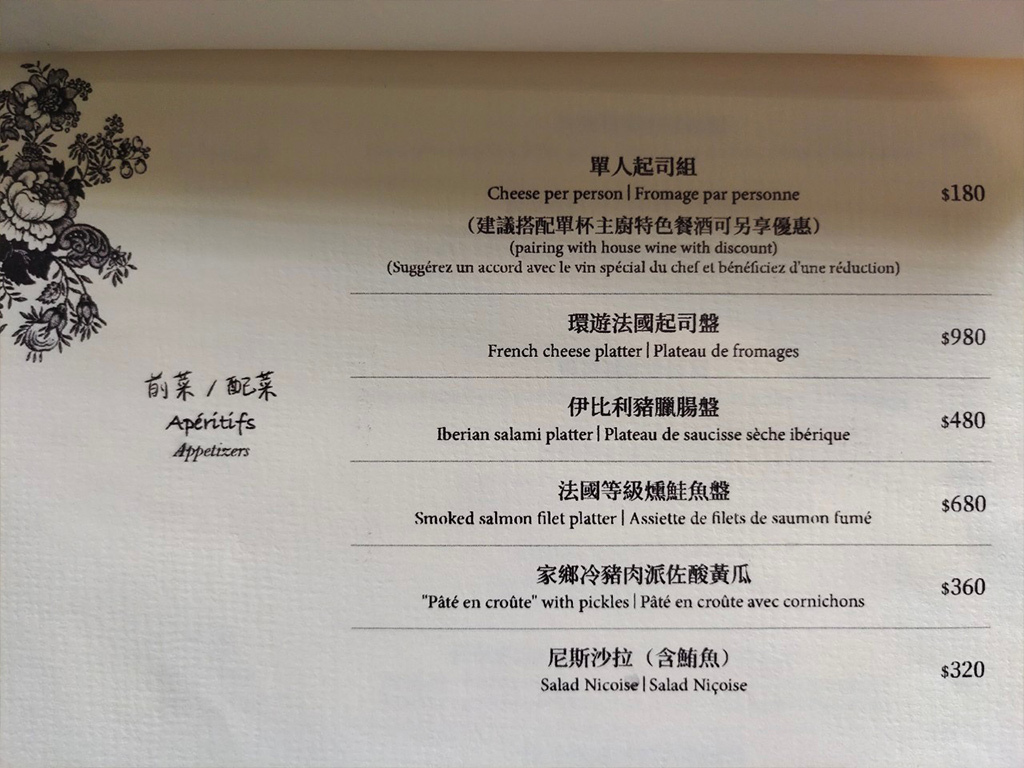 單人起司組
Cheese per person | Fromage par personne
$180
（建議搭配單杯主廚特色餐酒可另享優惠）
(pairing with house wine with discount)
(Suggérez un accord avec le vin spécial du chef et bénéficiez d'une réduction)
環遊法國起司盤
$980
French cheese platter | Plateau de fromages
前菜 / 配菜
Apéritifs
Appetizers
伊比利豬臘腸盤
$480
Iberian salami platter | Plateau de saucisse sèche ibérique
法國等級燻鮭魚盤
$680
Smoked salmon filet platter | Assiette de filets de saumon fumé
家鄉冷豬肉派佐酸黃瓜
$360
"Pâté en croûte" with pickles | Pâté en croûte avec cornichons
尼斯沙拉（含鮪魚）
$320
Salad Nicoise | Salad Niçoise